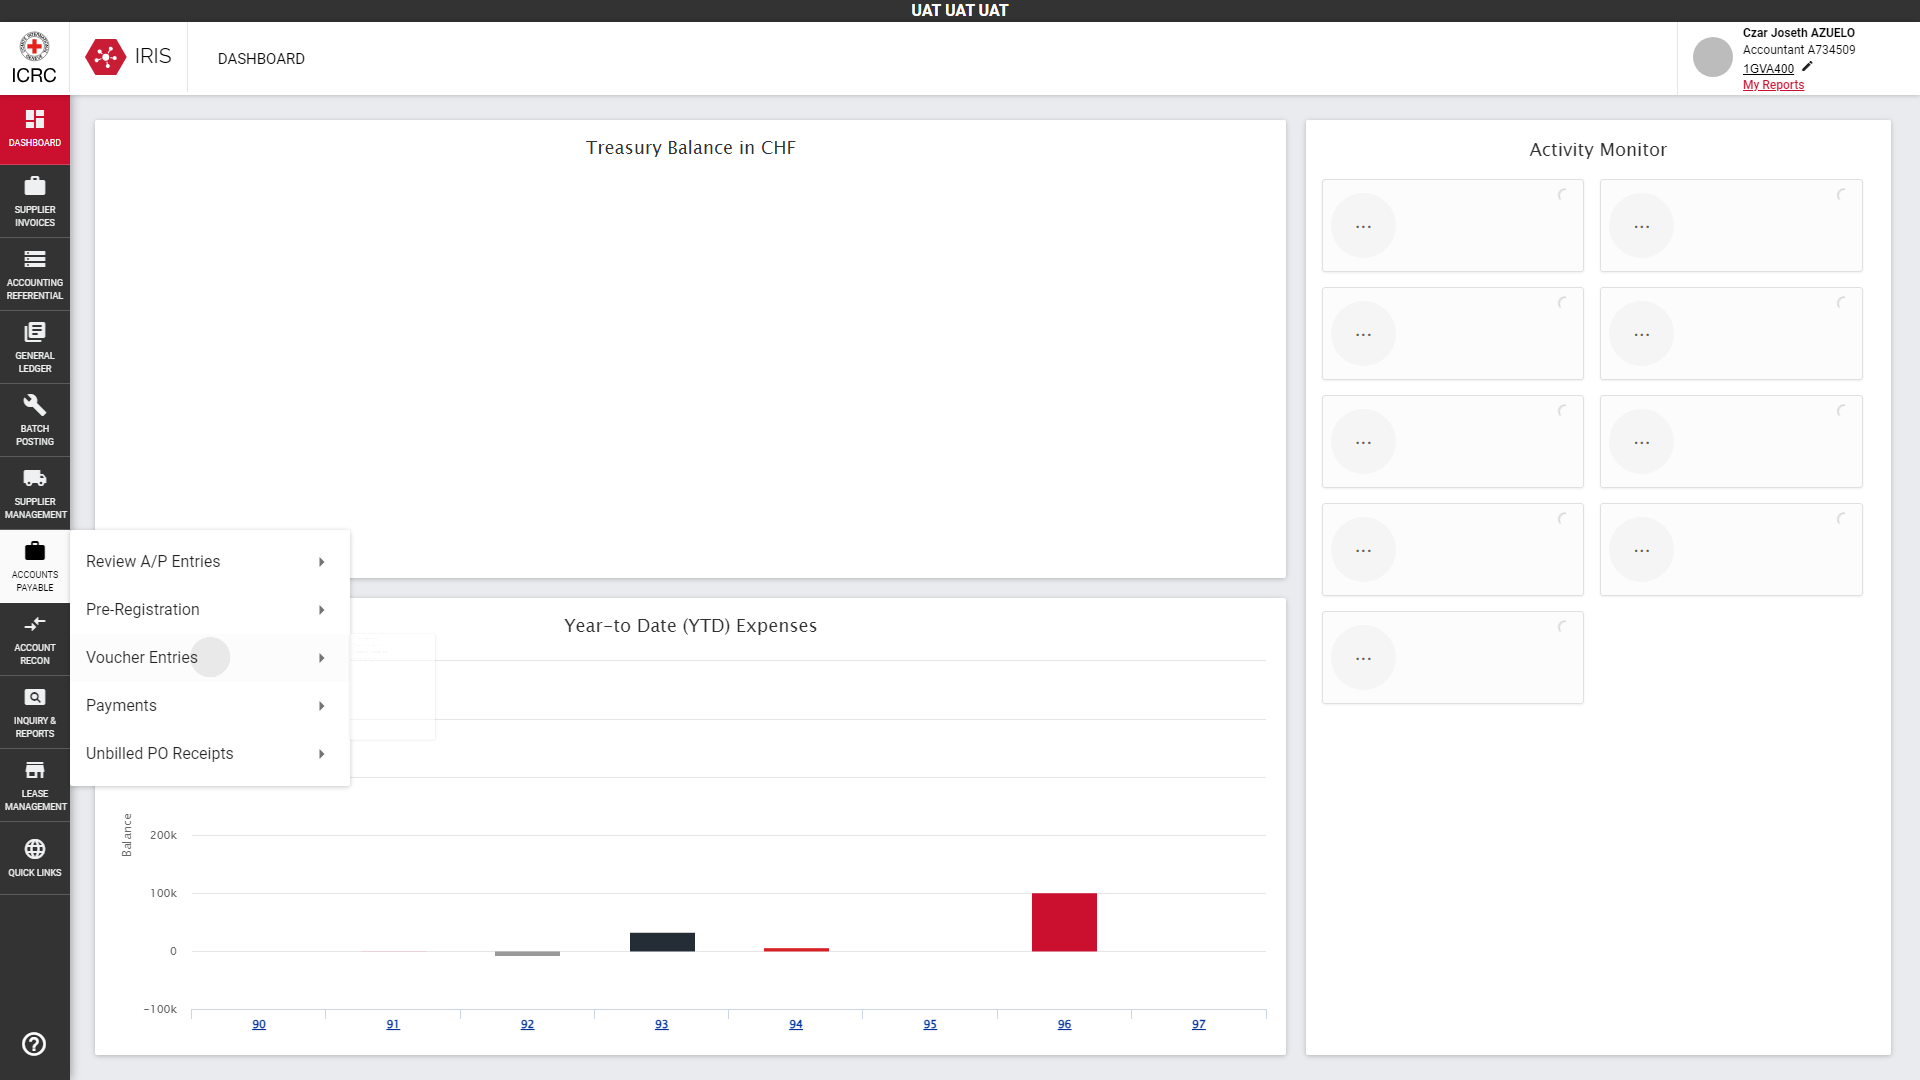 UAT UAT UAT
ICRC
IRIS
DASHBOARD
Czar Joseth AZUELO
Accountant A734509
1GVA400
My Reports
DASHBOARD
SUPPLIER
INVOICES
ACCOUNTING
REFERENTIAL
GENERAL
LEDGER
BATCH
POSTING
SUPPLIER
MANAGEMENT
ACCOUNTS
PAYABLE
ACCOUNT
RECON
INQUIRY &
REPORTS
LEASE
MANAGEMENT
QUICK LINKS
Review A/P Entries
Pre-Registration
Voucher Entries
Payments
Unbilled PO Receipts
Treasury Balance in CHF
Year-to Date (YTD) Expenses
Balance
200k
100k
0
-100k
90
91
92
93
94
95
96
97
Activity Monitor
...
...
...
...
...
...
...
...
...